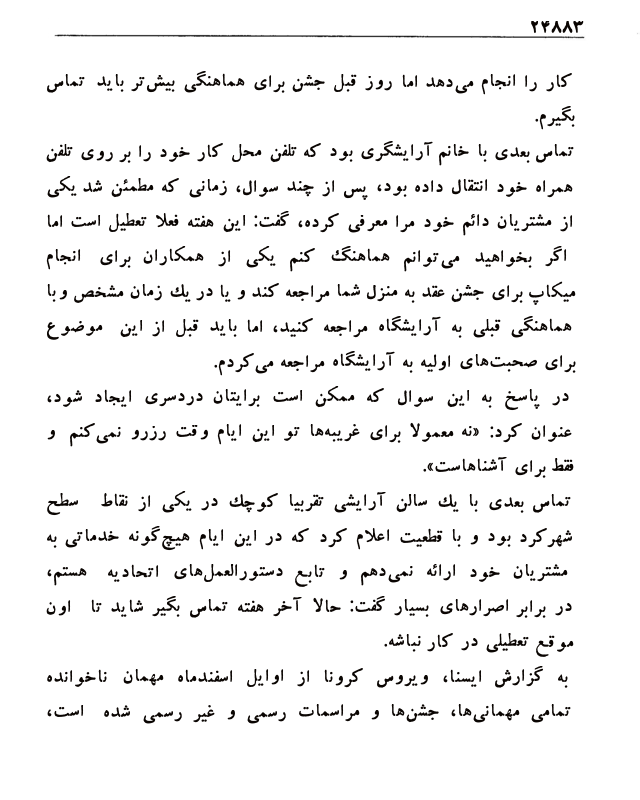 ۲۴۸۸۳
کار را انجام می‌دهد اما روز قبل جشن برای هماهنگی بیش‌تر باید تماس
بگیرم.
تماس بعدی با خانم آرایشگری بود که تلفن محل کار خود را بر روی تلفن
همراه خود انتقال داده بود، پس از چند سوال، زمانی که مطمئن شد یکی
از مشتریان دائم خود مرا معرفی کرده، گفت: این هفته فعلا تعطیل است اما
اگر بخواهید می‌توانم هماهنگ کنم یکی از همکاران برای انجام
میکاپ برای جشن عقد به منزل شما مراجعه کند و یا در یك زمان مشخص و با
هماهنگی قبلی به آرایشگاه مراجعه کنید، اما باید قبل از این موضوع
برای صحبت‌های اولیه به آرایشگاه مراجعه می‌کردم.
در پاسخ به این سوال که ممکن است برایتان دردسری ایجاد شود،
عنوان کرد: «نه معمولا برای غریبه‌ها تو این ایام وقت رزرو نمی‌کنم و
فقط برای آشناهاست».
تماس بعدی با یك سالن آرایشی تقریبا کوچك در یکی از نقاط سطح
شهرکرد بود و با قطعیت اعلام کرد که در این ایام هیچ‌گونه خدماتی به
مشتریان خود ارائه نمی‌دهم و تابع دستورالعمل‌های اتحادیه هستم،
در برابر اصرارهای بسیار گفت: حالا آخر هفته تماس بگیر شاید تا اون
موقع تعطیلی در کار نباشه.
به گزارش ایسنا، ویروس کرونا از اوایل اسفندماه مهمان ناخوانده
تمامی مهمانی‌ها، جشن‌ها و مراسمات رسمی و غیر رسمی شده است،